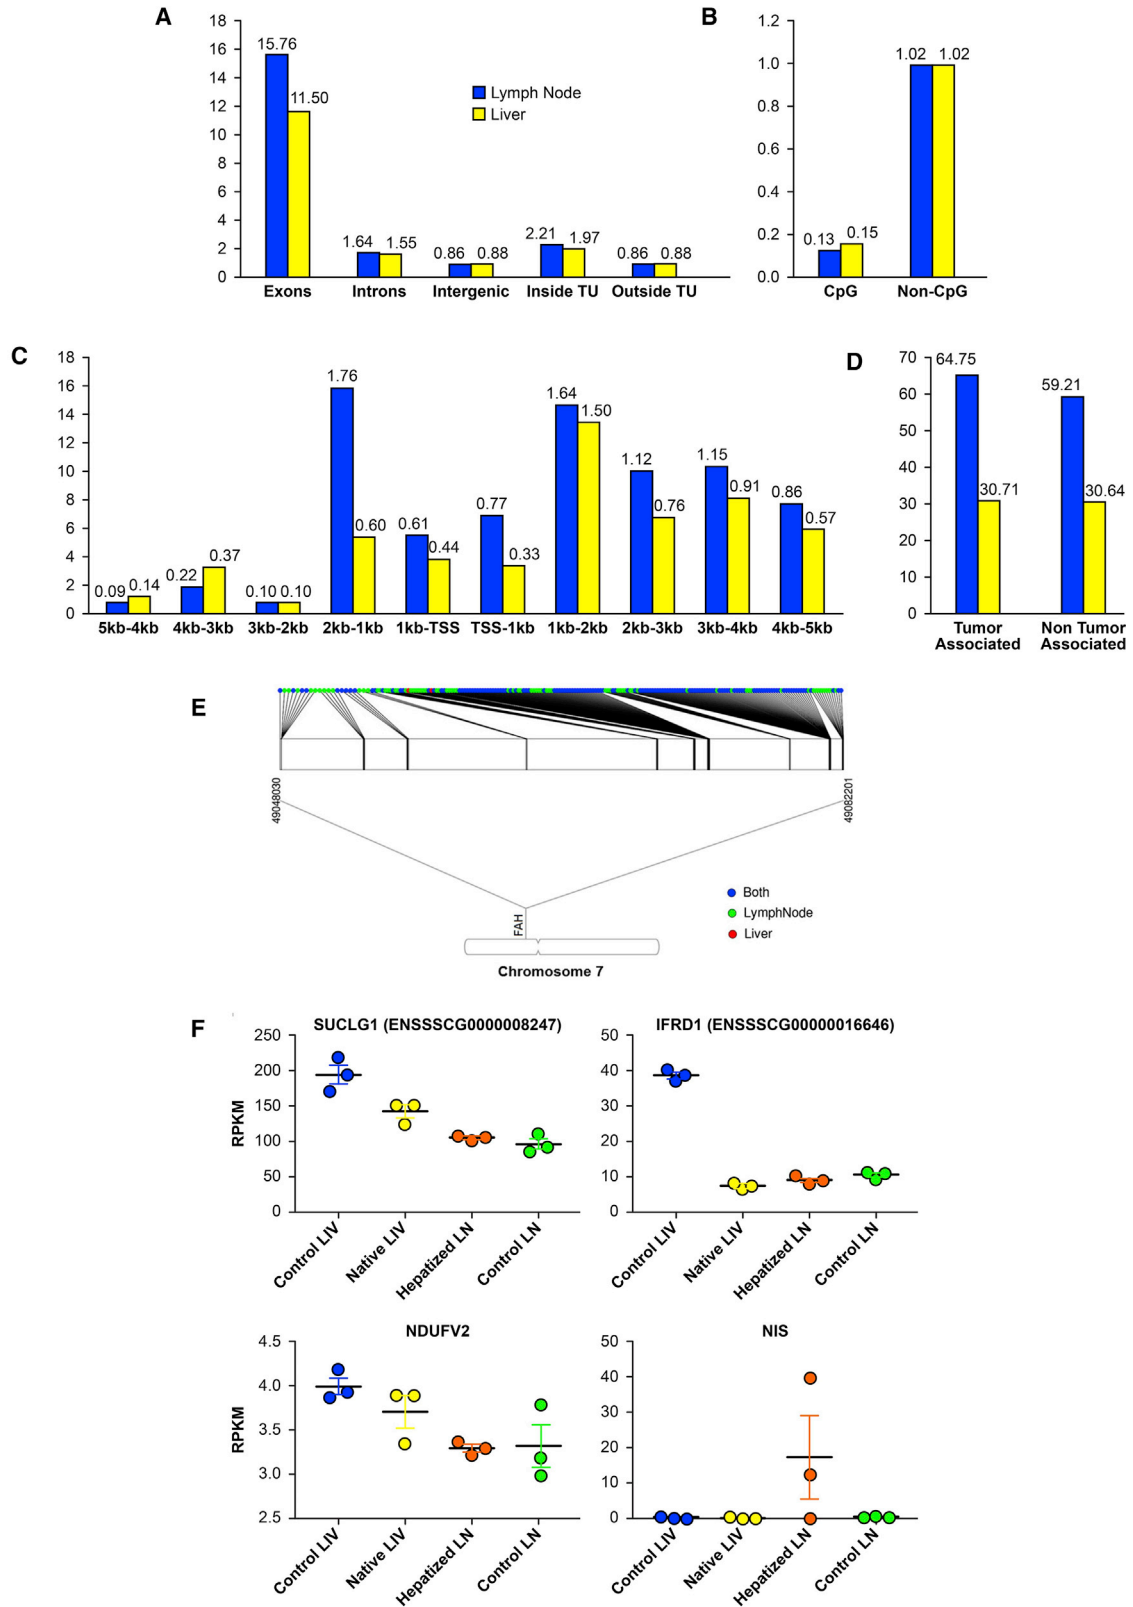 A
18
16
14
12
10
8
6
4
2
0
15.76
11.50
1.64
1.55
0.86
0.88
2.21
1.97
0.86
0.88
Lymph Node
Liver
Exons
Introns
Intergenic
Inside TU
Outside TU
B
1.2
1.0
0.8
0.6
0.4
0.2
0.0
0.13
0.15
1.02
1.02
CpG
Non-CpG
C
18
16
14
12
10
8
6
4
2
0
0.09
0.14
0.22
0.37
0.10
0.10
1.76
0.60
0.61
0.44
0.77
0.33
1.64
1.50
1.12
0.76
1.15
0.91
0.86
0.57
5kb-4kb
4kb-3kb
3kb-2kb
2kb-1kb
1kb-TSS
TSS-1kb
1kb-2kb
2kb-3kb
3kb-4kb
4kb-5kb
D
70
60
50
40
30
20
10
0
64.75
30.71
59.21
30.64
Tumor
Associated
Non Tumor
Associated
E
49048030
49082201
FAH
Chromosome 7
Both
LymphNode
Liver
F
SUCLG1 (ENSSSCG0000008247)
RPKM
250
200
150
100
50
0
Control LIV
Native LIV
Hepatized LN
Control LN
IFRD1 (ENSSSCG00000016646)
50
40
30
20
10
0
Control LIV
Native LIV
Hepatized LN
Control LN
NDUFV2
RPKM
4.5
4.0
3.5
3.0
2.5
Control LIV
Native LIV
Hepatized LN
Control LN
NIS
50
40
30
20
10
0
Control LIV
Native LIV
Hepatized LN
Control LN